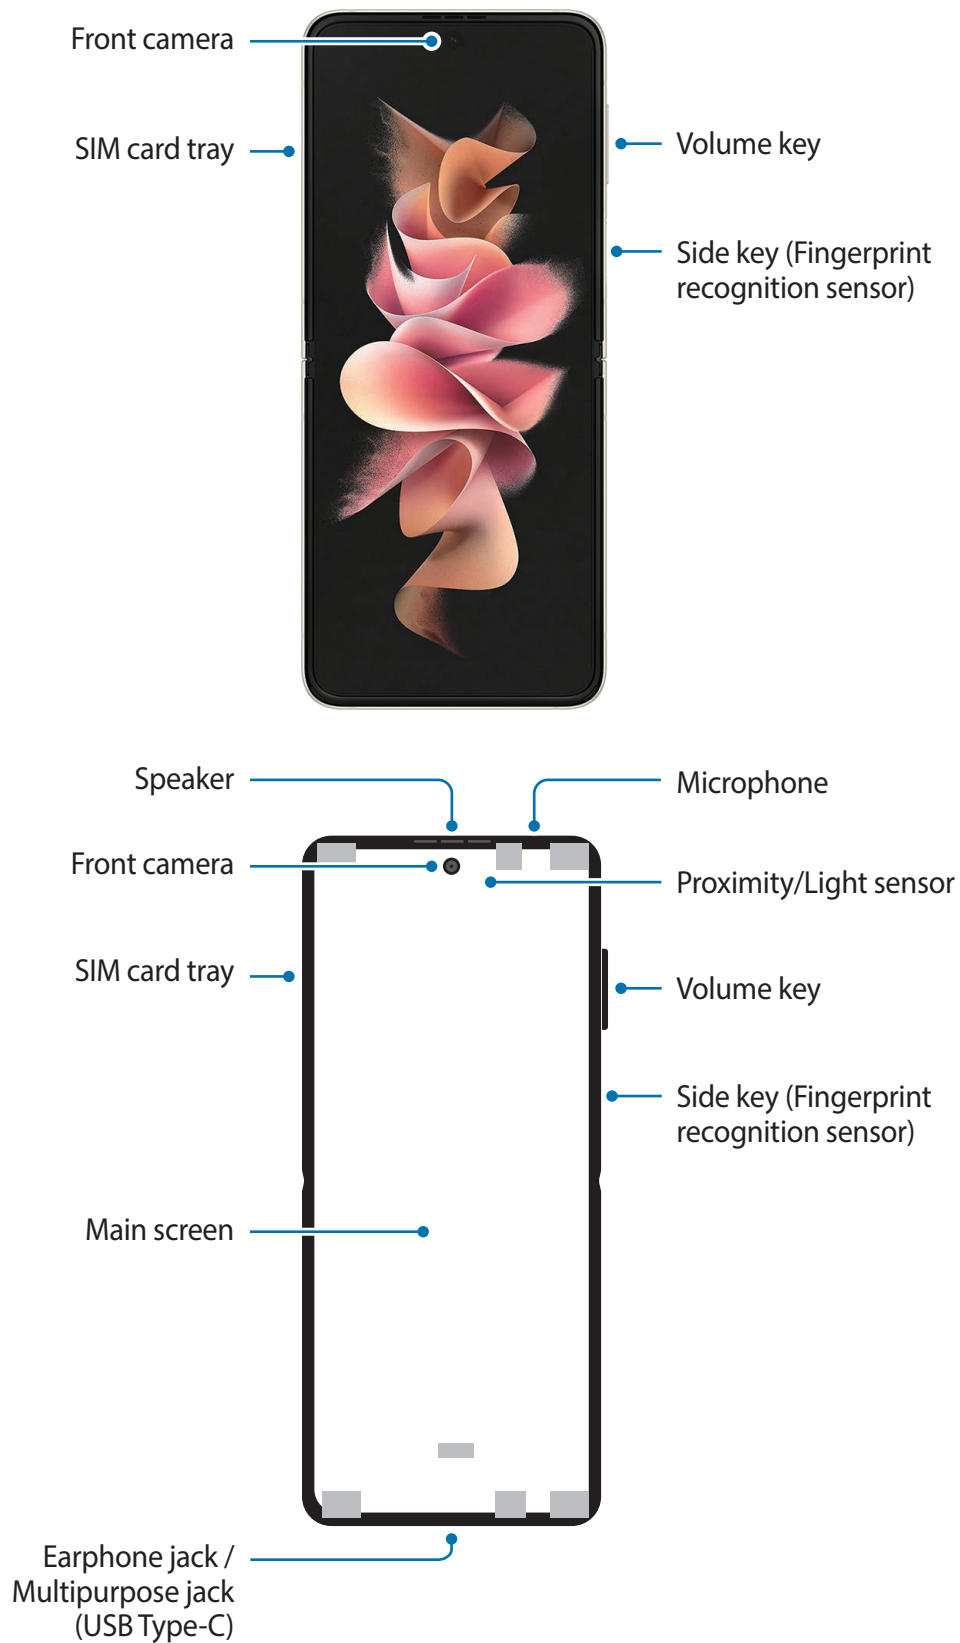 Front camera
SIM card tray
Volume key
Side key (Fingerprint
recognition sensor)
Speaker
Microphone
Front camera
Proximity/Light sensor
SIM card tray
Volume key
Side key (Fingerprint
recognition sensor)
Main screen
Earphone jack /
Multipurpose jack
(USB Type-C)